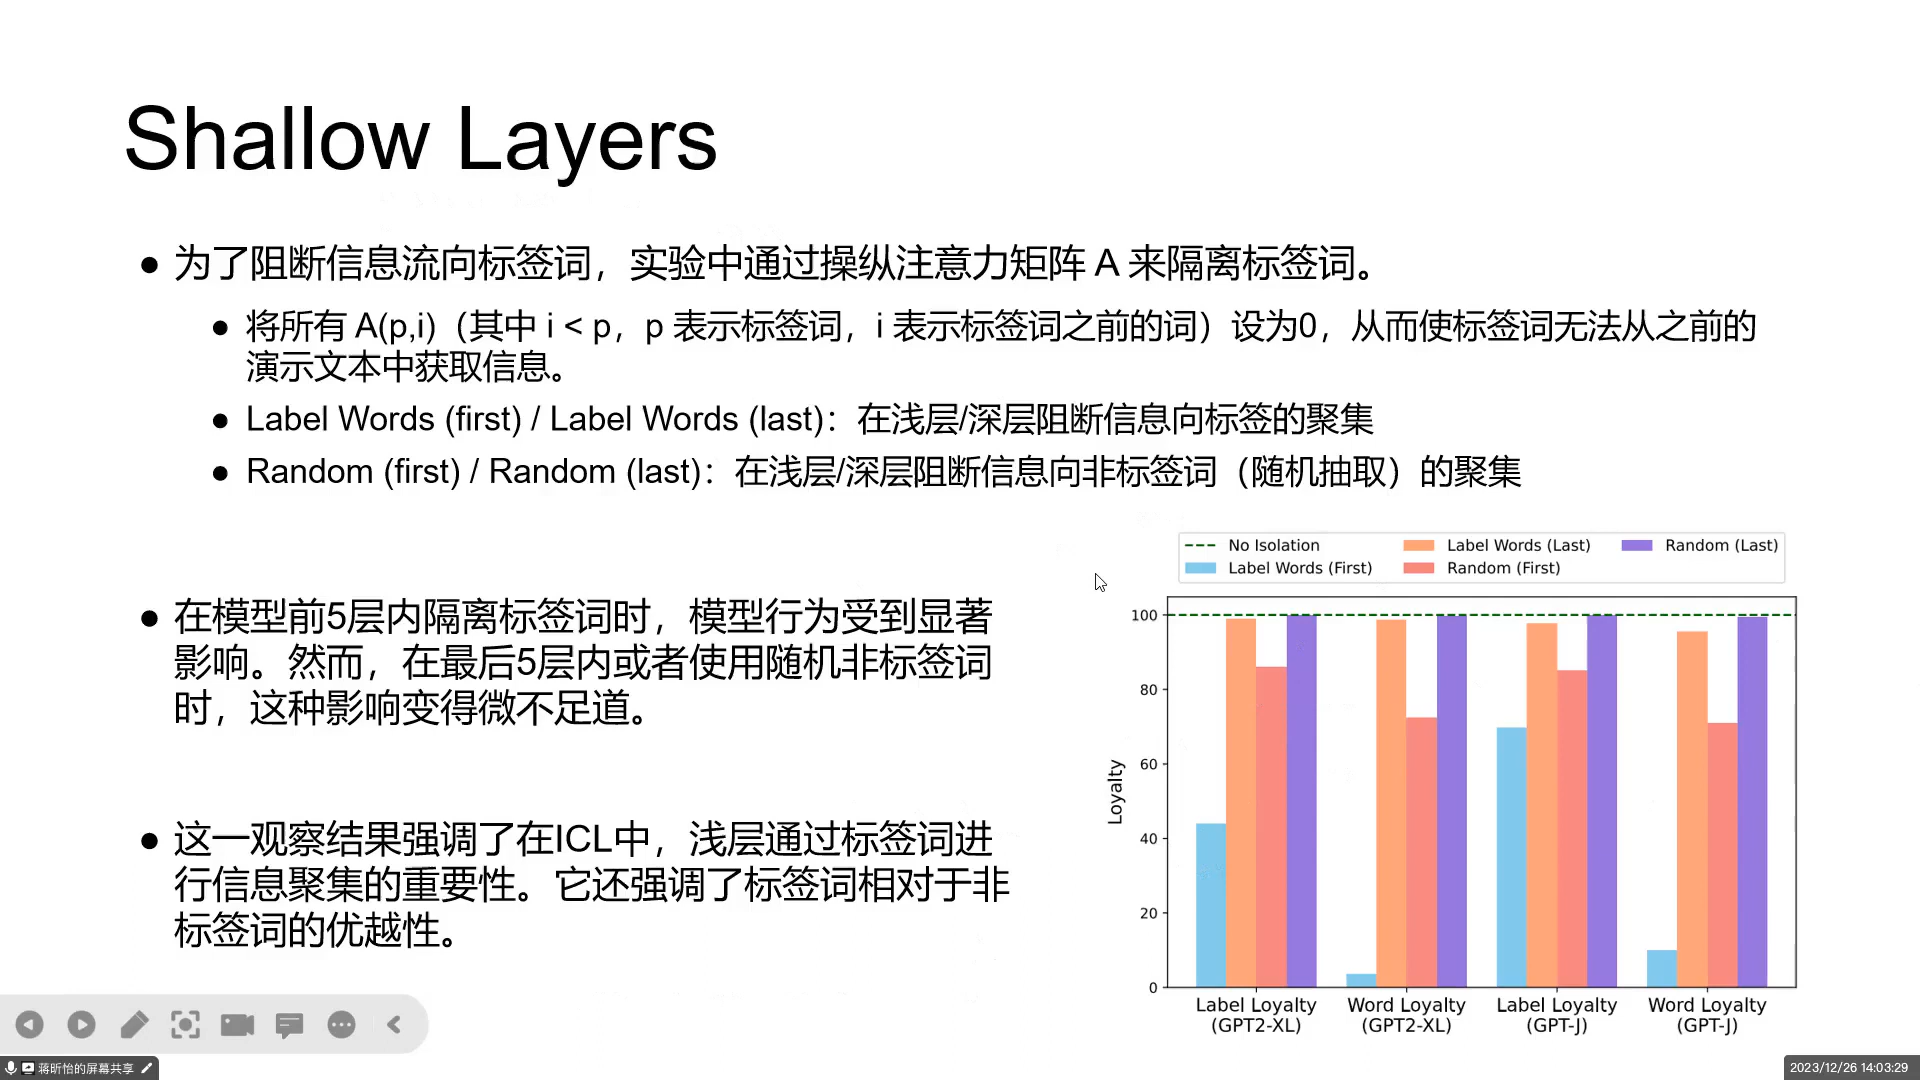 Shallow Layers
● 为了阻断信息流向标签词，实验中通过操纵注意力矩阵 A 来隔离标签词。
● 将所有 A(p,i)（其中 i < p，p 表示标签词，i 表示标签词之前的词）设为0，从而使标签词无法从之前的
演示文本中获取信息。
● Label Words (first) / Label Words (last)：在浅层/深层阻断信息向标签的聚集
● Random (first) / Random (last)：在浅层/深层阻断信息向非标签词（随机抽取）的聚集
● 在模型前5层内隔离标签词时，模型行为受到显著
影响。然而，在最后5层内或者使用随机非标签词
时，这种影响变得微不足道。
● 这一观察结果强调了在ICL中，浅层通过标签词进
行信息聚集的重要性。它还强调了标签词相对于非
标签词的优越性。
No Isolation
Label Words (First)
Label Words (Last)
Random (First)
Random (Last)
Loyalty
100
80
60
40
20
0
Label Loyalty
(GPT2-XL)
Word Loyalty
(GPT2-XL)
Label Loyalty
(GPT-J)
Word Loyalty
(GPT-J)
蒋昕怡的屏幕共享
2023/12/26 14:03:29